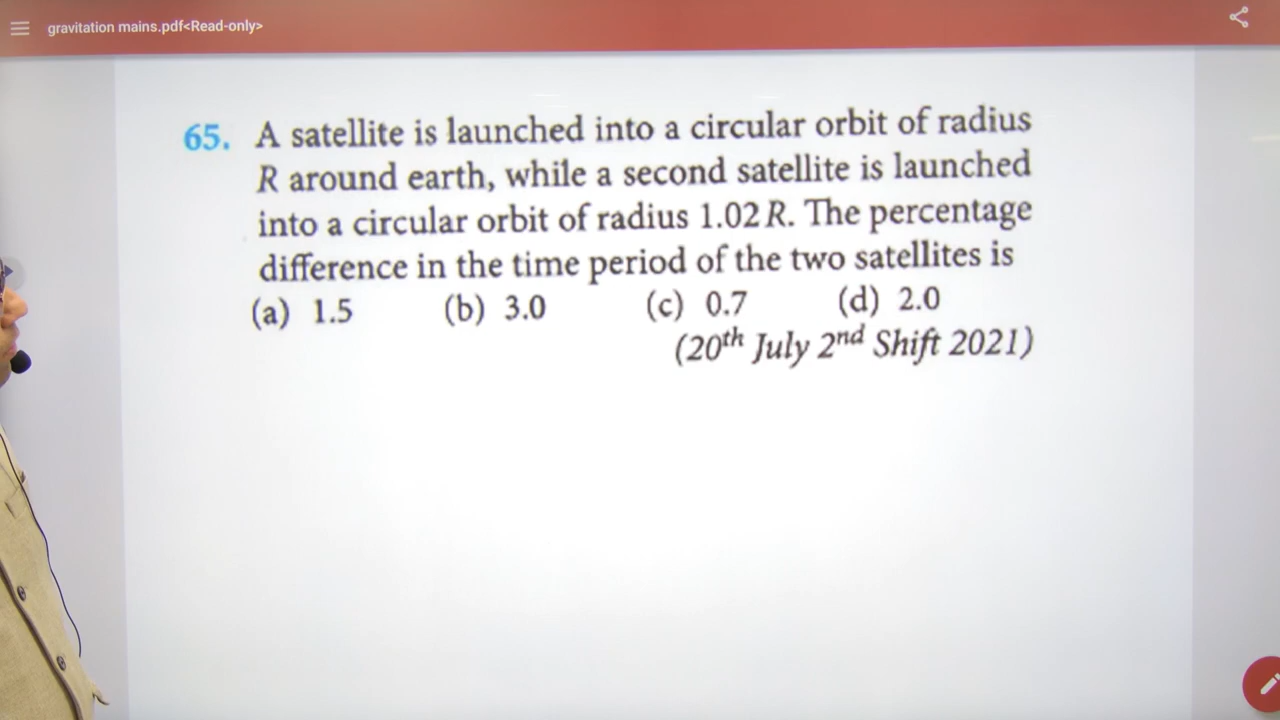 gravitation mains.pdf<Read-only>
65. A satellite is launched into a circular orbit of radius
R around earth, while a second satellite is launched
into a circular orbit of radius 1.02 R. The percentage
difference in the time period of the two satellites is
(a) 1.5 (b) 3.0 (c) 0.7 (d) 2.0
(20th July 2nd Shift 2021)